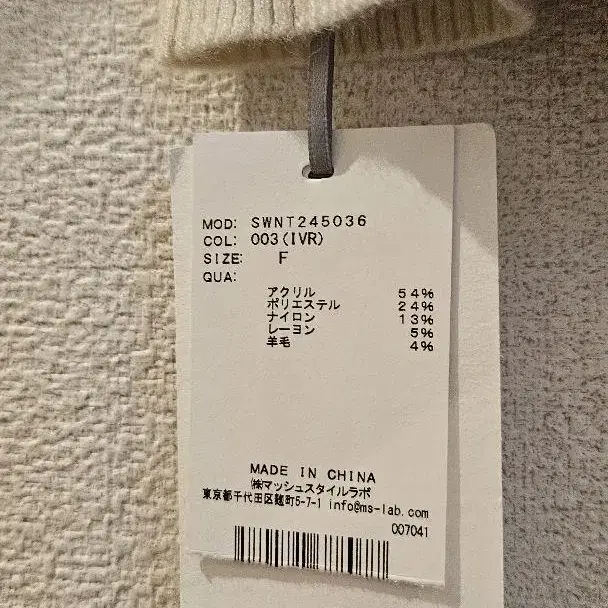 MOD: SWNT245036
COL: 003(IVR)
SIZE: F
QUA:
アクリル 54%
ポリエステル 24%
ナイロン 13%
レーヨン 5%
羊毛 4%
MADE IN CHINA
㈱マッシュスタイルラボ
東京都千代田区麹町5-7-1 info@ms-lab.com
007041